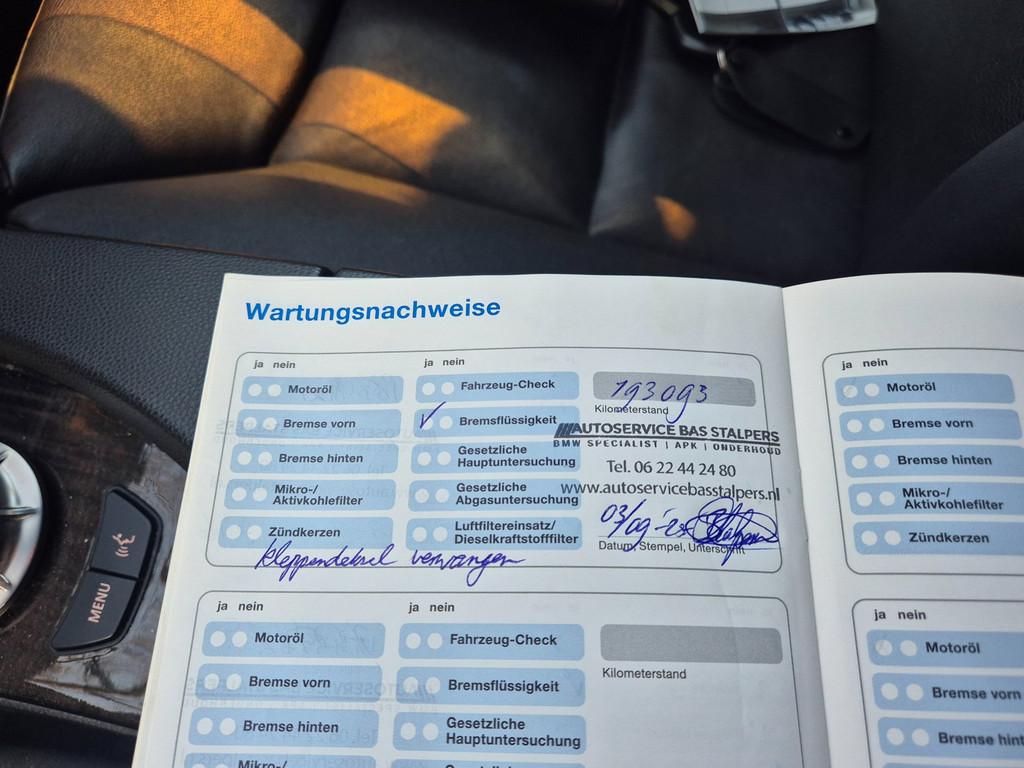 Wartungsnachweise
ja nein
Motoröl
Bremse vorn
Bremse hinten
Mikro-/
Aktivkohlefilter
Zündkerzen
ja nein
Fahrzeug-Check
Bremsflüssigkeit
Gesetzliche
Hauptuntersuchung
Gesetzliche
Abgasuntersuchung
Luftfiltereinsatz/
Dieselkraftstofffilter
193093
Kilometerstand
AUTOSERVICE BAS STALPERS
BMW SPECIALIST | APK | ONDERHOUD
Tel. 06 22 44 24 80
www.autoservicebasstalpers.nl
03/09
Datum, Stempel, Unterschrift
kleppendeksel vervangen
ja nein
Motoröl
Bremse vorn
Bremse hinten
Mikro-/
ja nein
Fahrzeug-Check
Bremsflüssigkeit
Gesetzliche
Hauptuntersuchung
Gesetzliche
Kilometerstand
ja nein
Motoröl
Bremse vorn
Bremse hinten
Mikro-/
Aktivkohlefilter
Zündkerzen
ja nein
Motoröl
Bremse vorn
Bremse hint
MENU